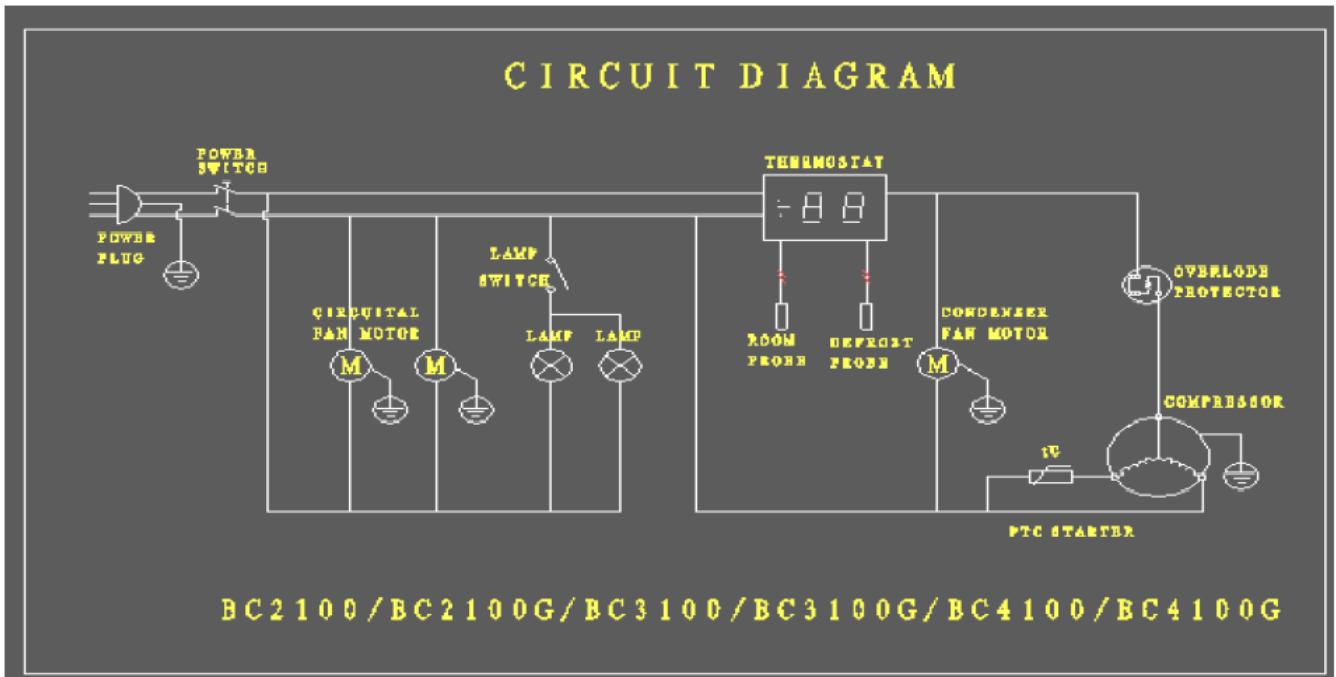 CIRCUIT DIAGRAM
POWER
SWITCH
THERMOSTAT
POWER
PLUG
LAMP
SWITCH
OVERLODE
PROTECTOR
CIRCUITAL
FAN MOTOR
LAMP LAMP
ROOM
PROBE
DEFROST
PROBE
CONDENSER
FAN MOTOR
M M M
COMPRESSOR
PTC STARTER
BC2100/BC2100G/BC3100/BC3100G/BC4100/BC4100G